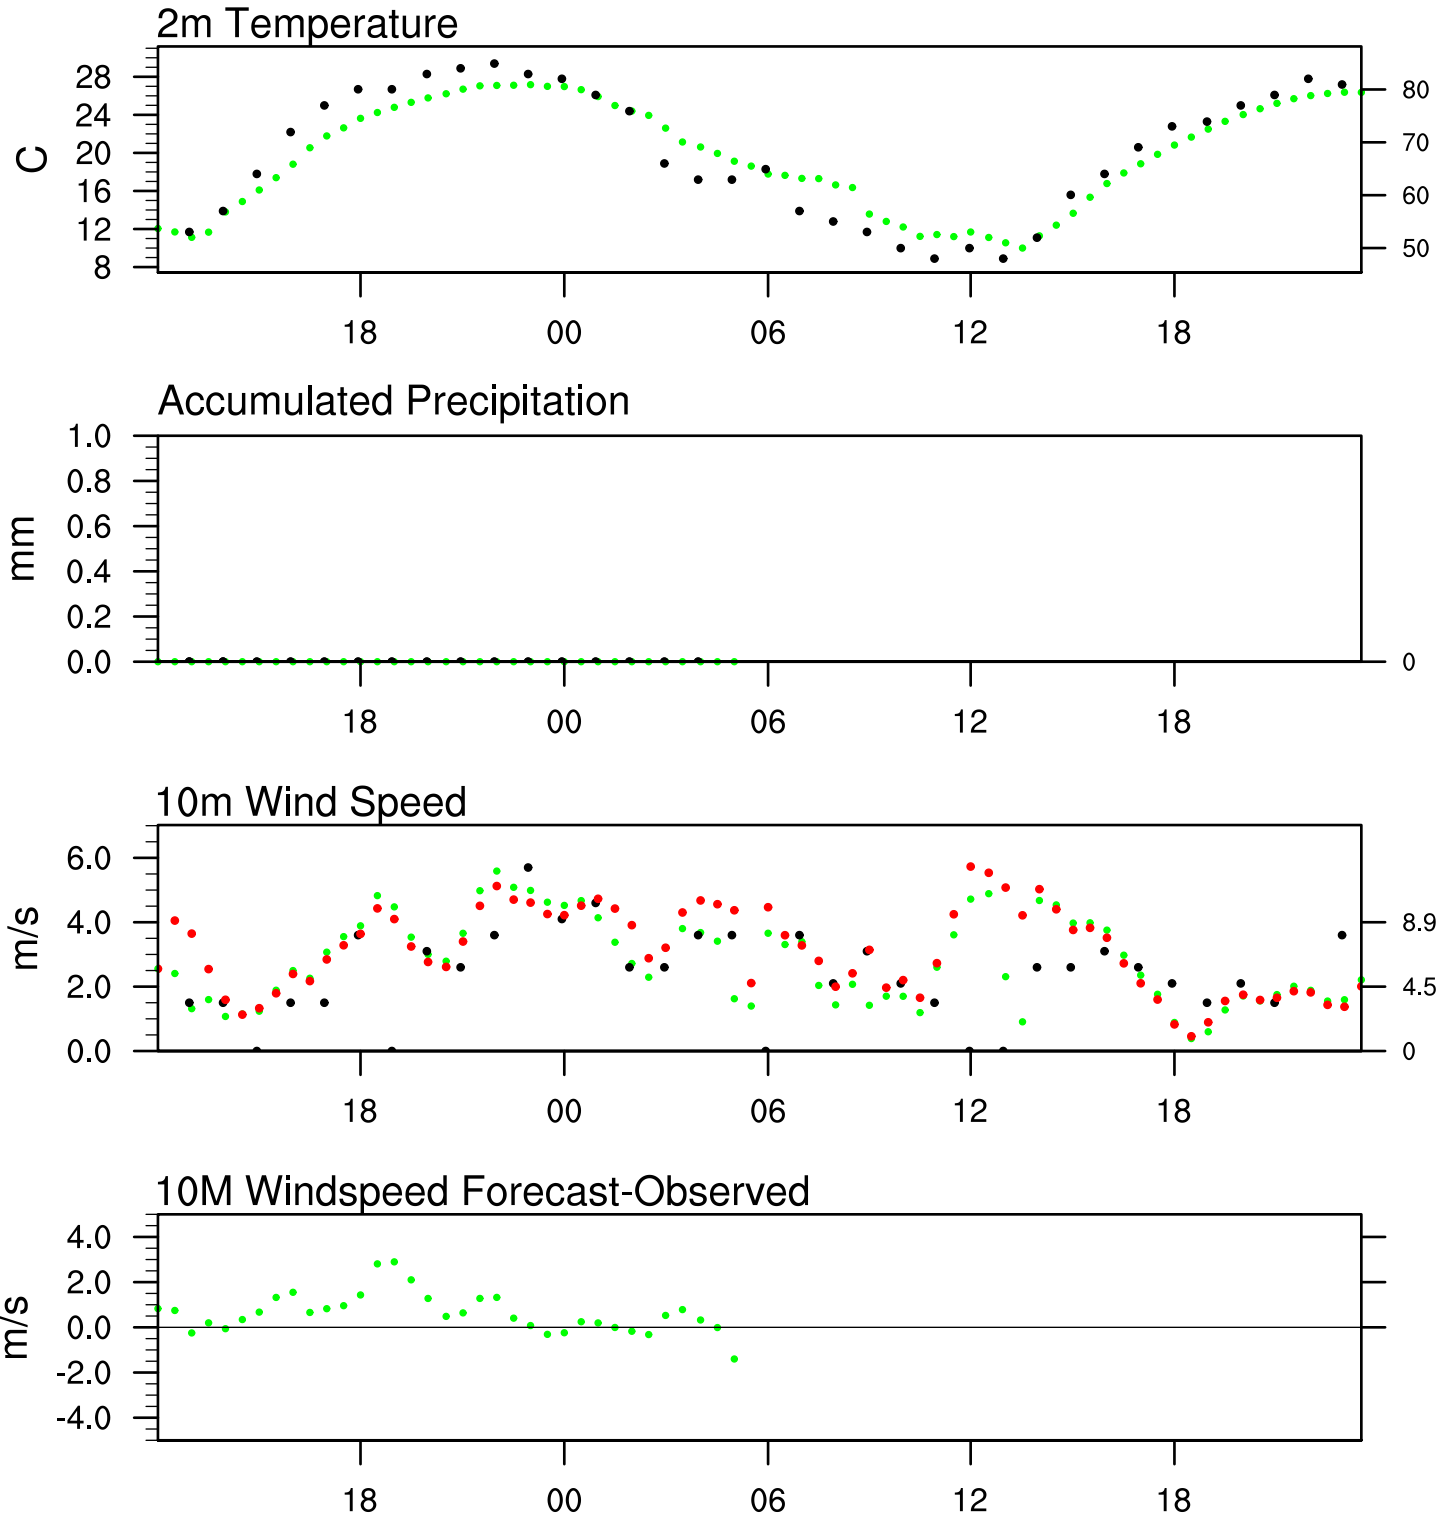 2m Temperature
C
28
24
20
16
12
8
80
70
60
50
18 00 06 12 18
Accumulated Precipitation
mm
1.0
0.8
0.6
0.4
0.2
0.0
0
18 00 06 12 18
10m Wind Speed
m/s
6.0
4.0
2.0
0.0
8.9
4.5
0
18 00 06 12 18
10M Windspeed Forecast-Observed
m/s
4.0
2.0
0.0
-2.0
-4.0
18 00 06 12 18